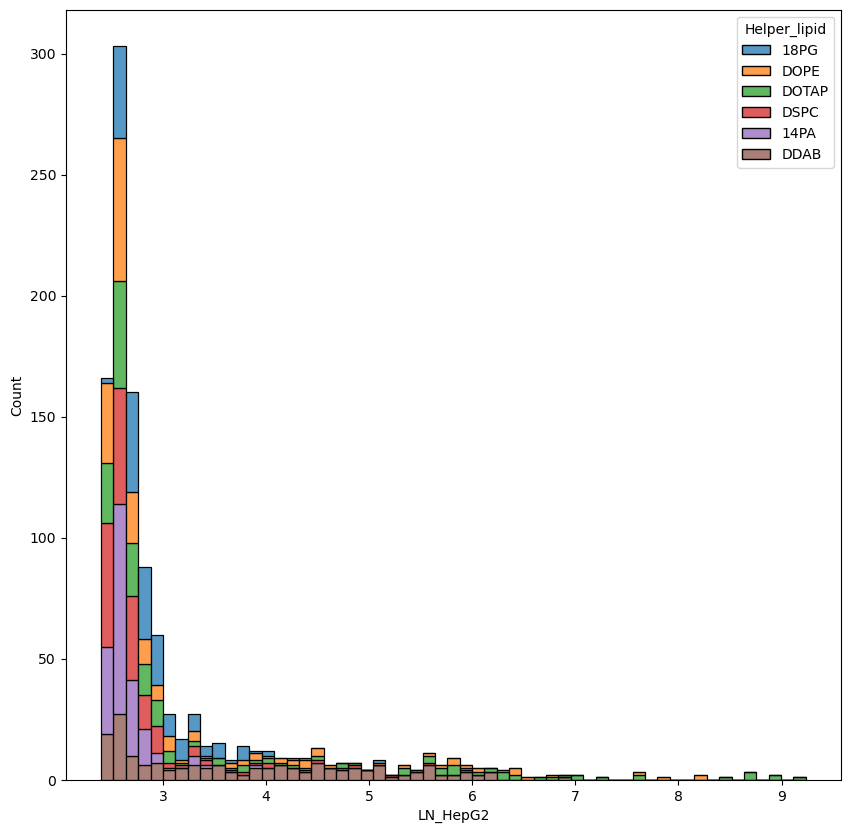 Helper_lipid
18PG
DOPE
DOTAP
DSPC
14PA
DDAB
Count
300
250
200
150
100
50
0
3 4 5 6 7 8 9
LN_HepG2